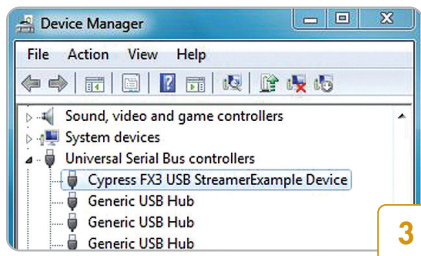 Device Manager
File Action View Help
Sound, video and game controllers
System devices
Universal Serial Bus controllers
Cypress FX3 USB StreamerExample Device
Generic USB Hub
Generic USB Hub
Generic USB Hub
3